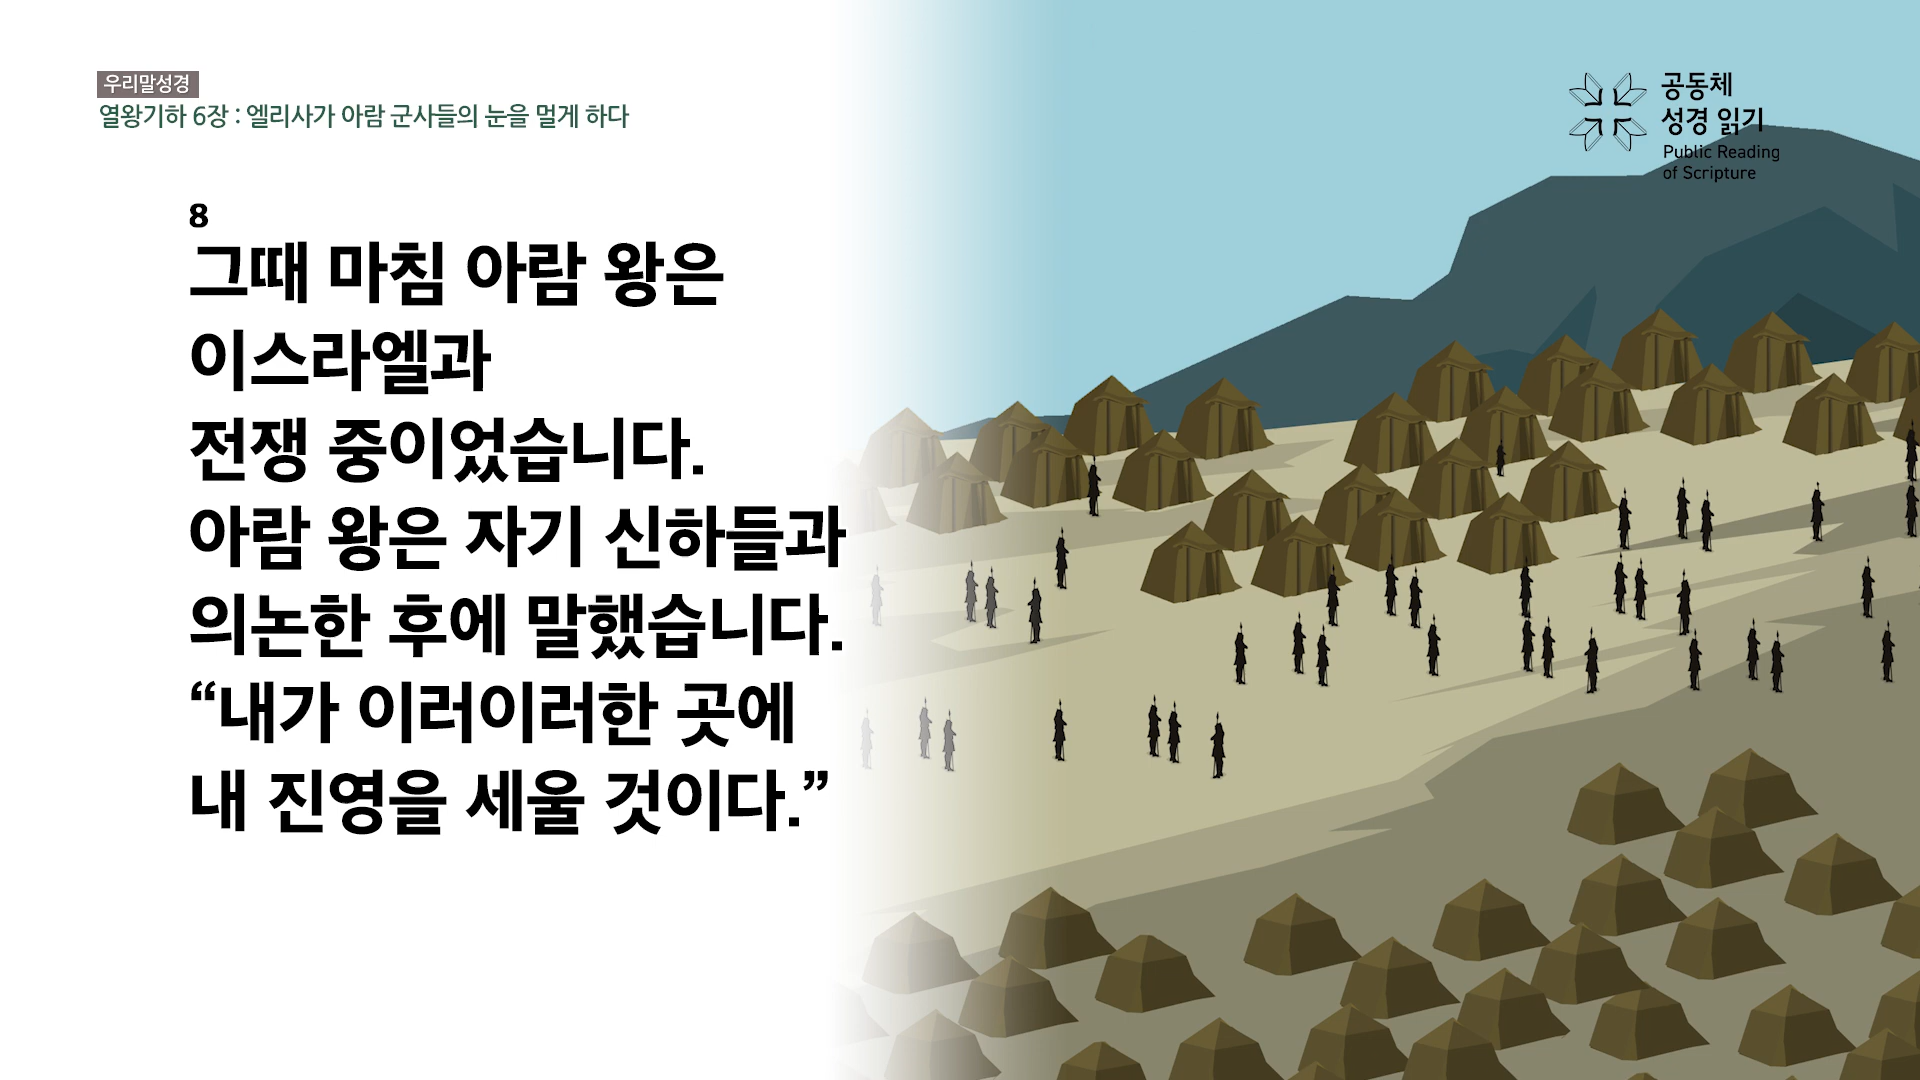 우리말성경
열왕기하 6장 : 엘리사가 아람 군사들의 눈을 멀게 하다
공동체
성경 읽기
Public Reading
of Scripture
8
그때 마침 아람 왕은
이스라엘과
전쟁 중이었습니다.
아람 왕은 자기 신하들과
의논한 후에 말했습니다.
“내가 이러이러한 곳에
내 진영을 세울 것이다.”